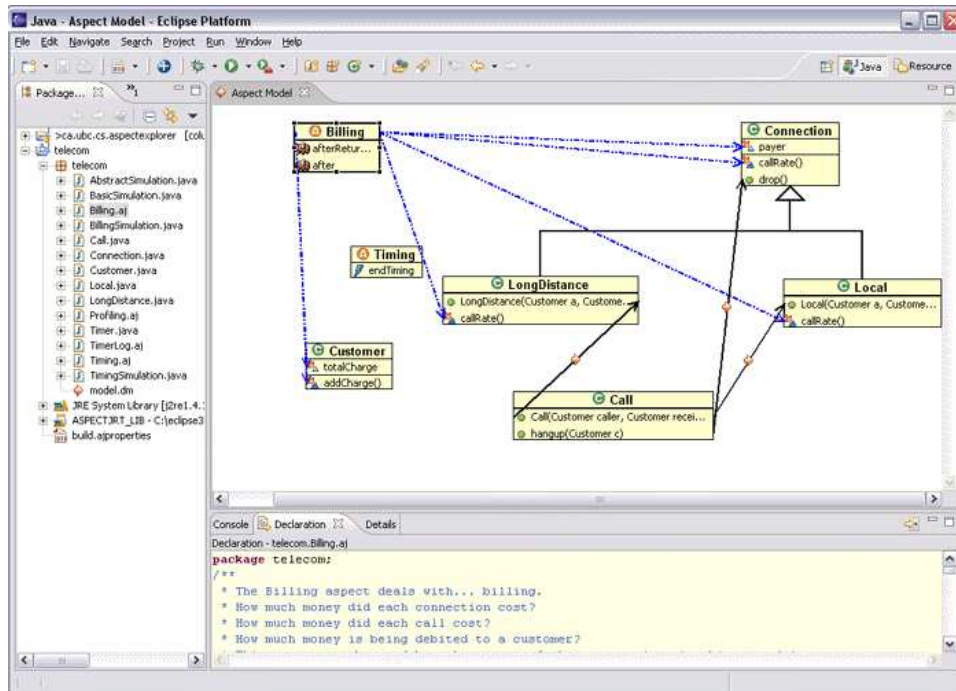 Java - Aspect Model - Eclipse Platform
File Edit Navigate Search Project Run Window Help
Java Resource
Package...
Aspect Model
>ca.ubc.cs.aspectexplorer [col
telecom
telecom
AbstractSimulation.java
BasicSimulation.java
Billing.aj
BillingSimulation.java
Call.java
Connection.java
Customer.java
Local.java
LongDistance.java
Profiling.aj
Timer.java
TimerLog.aj
Timing.aj
TimingSimulation.java
model.dm
JRE System Library [j2re1.4.
ASPECTJRT_LIB - C:\eclipse3
build.ajproperties
Billing
afterRetur...
after
Connection
payer
callRate()
drop()
Timing
endTiming
LongDistance
LongDistance(Customer a, Custome...
callRate()
Local
Local(Customer a, Custome...
callRate()
Customer
totalCharge
addCharge()
Call
Call(Customer caller, Customer recei...
hangup(Customer c)
Console Declaration Details
Declaration - telecom.Billing.aj
package telecom;
/**
* The Billing aspect deals with... billing.
* How much money did each connection cost?
* How much money did each call cost?
* How much money is being debited to a customer?